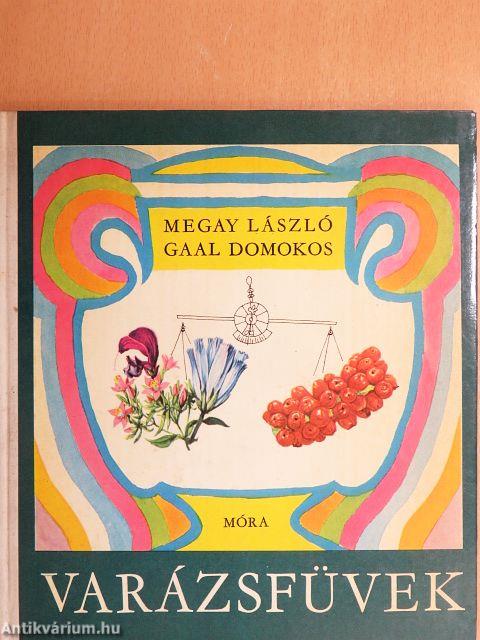 MEGAY LÁSZLÓ
GAAL DOMOKOS
MÓRA
VARÁZSFÜVEK
Antikvárium.hu